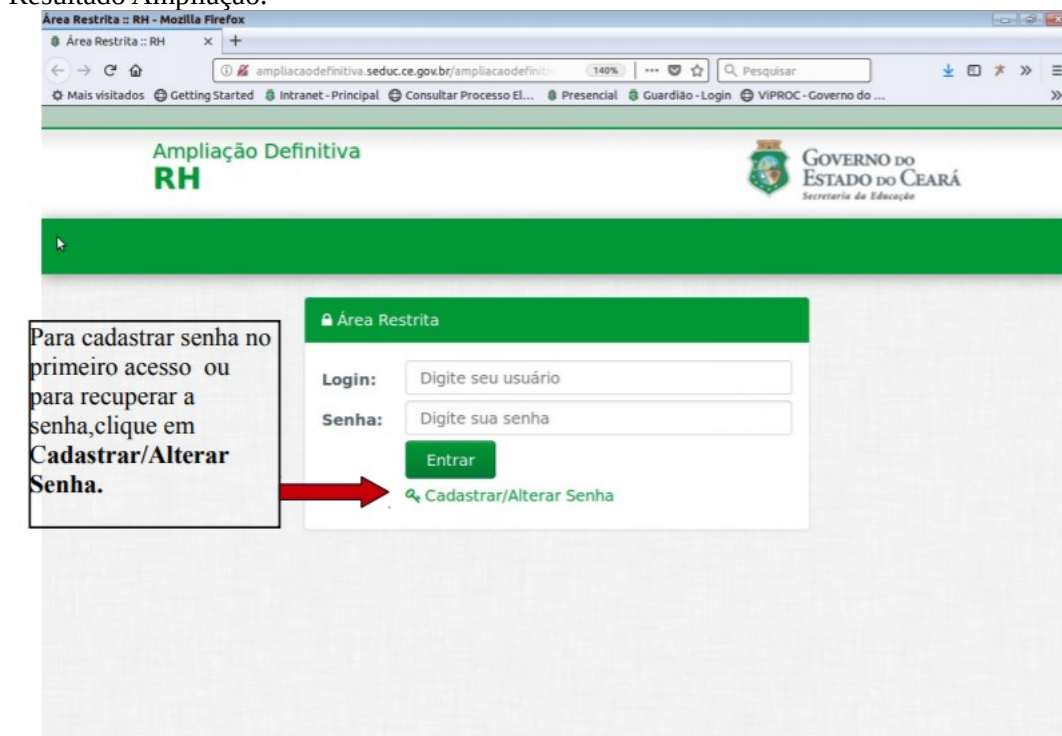 Resultado Ampliação:
Área Restrita :: RH - Mozilla Firefox
Área Restrita :: RH
ampliacaodefinitiva.seduc.ce.gov.br/ampliacaodefiniti
140%
Pesquisar
Mais visitados Getting Started Intranet - Principal Consultar Processo El... Presencial Guardião - Login VIPROC - Governo do ...
Ampliação Definitiva
RH
GOVERNO DO
ESTADO DO CEARÁ
Secretaria da Educação
Área Restrita
Para cadastrar senha no
primeiro acesso ou
para recuperar a
senha,clique em
Cadastrar/Alterar
Senha.
Login: Digite seu usuário
Senha: Digite sua senha
Entrar
Cadastrar/Alterar Senha